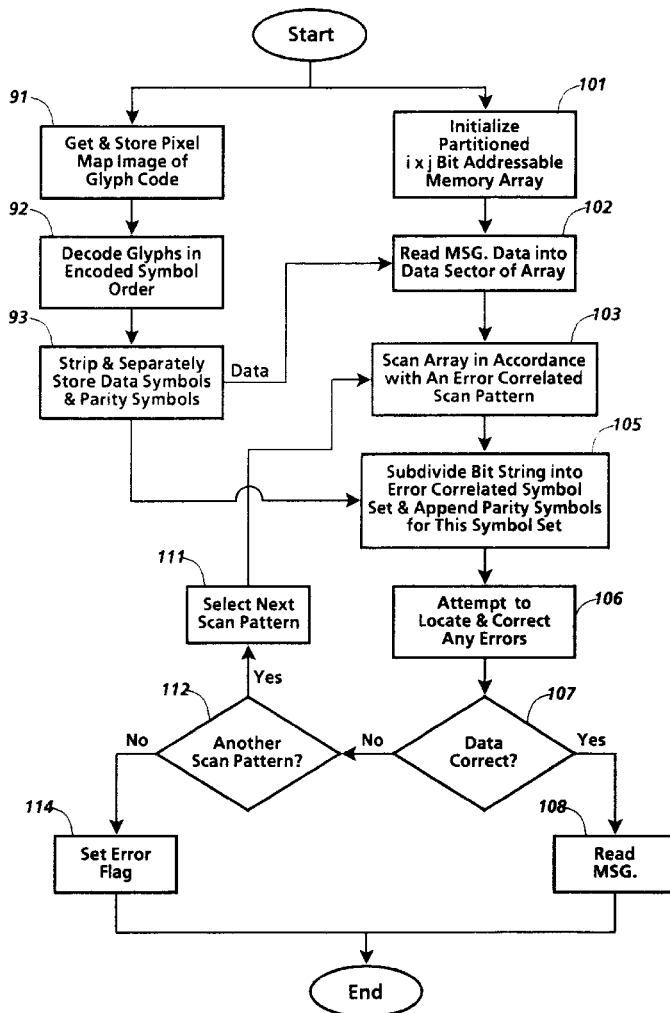 Start
91
Get & Store Pixel
Map Image of
Glyph Code
101
Initialize
Partitioned
i x j Bit Addressable
Memory Array
92
Decode Glyphs in
Encoded Symbol
Order
102
Read MSG. Data into
Data Sector of Array
93
Strip & Separately
Store Data Symbols
& Parity Symbols
Data
103
Scan Array in Accordance
with An Error Correlated
Scan Pattern
105
Subdivide Bit String into
Error Correlated Symbol
Set & Append Parity Symbols
for This Symbol Set
111
Select Next
Scan Pattern
106
Attempt to
Locate & Correct
Any Errors
Yes
112
Another
Scan Pattern?
No
107
Data
Correct?
No
Yes
114
Set Error
Flag
108
Read
MSG.
End